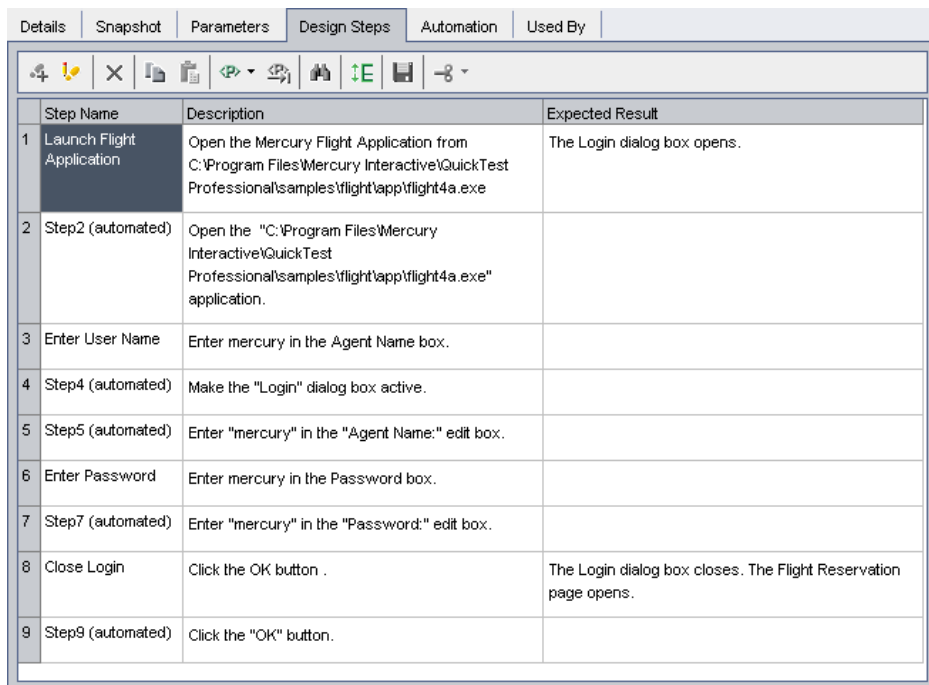 Details Snapshot Parameters Design Steps Automation Used By
Step Name Description Expected Result
1 Launch Flight Application Open the Mercury Flight Application from The Login dialog box opens.
C:\Program Files\Mercury Interactive\QuickTest
Professional\samples\flight\app\flight4a.exe
2 Step2 (automated) Open the "C:\Program Files\Mercury
Interactive\QuickTest
Professional\samples\flight\app\flight4a.exe"
application.
3 Enter User Name Enter mercury in the Agent Name box.
4 Step4 (automated) Make the "Login" dialog box active.
5 Step5 (automated) Enter "mercury" in the "Agent Name:" edit box.
6 Enter Password Enter mercury in the Password box.
7 Step7 (automated) Enter "mercury" in the "Password:" edit box.
8 Close Login Click the OK button . The Login dialog box closes. The Flight Reservation
page opens.
9 Step9 (automated) Click the "OK" button.